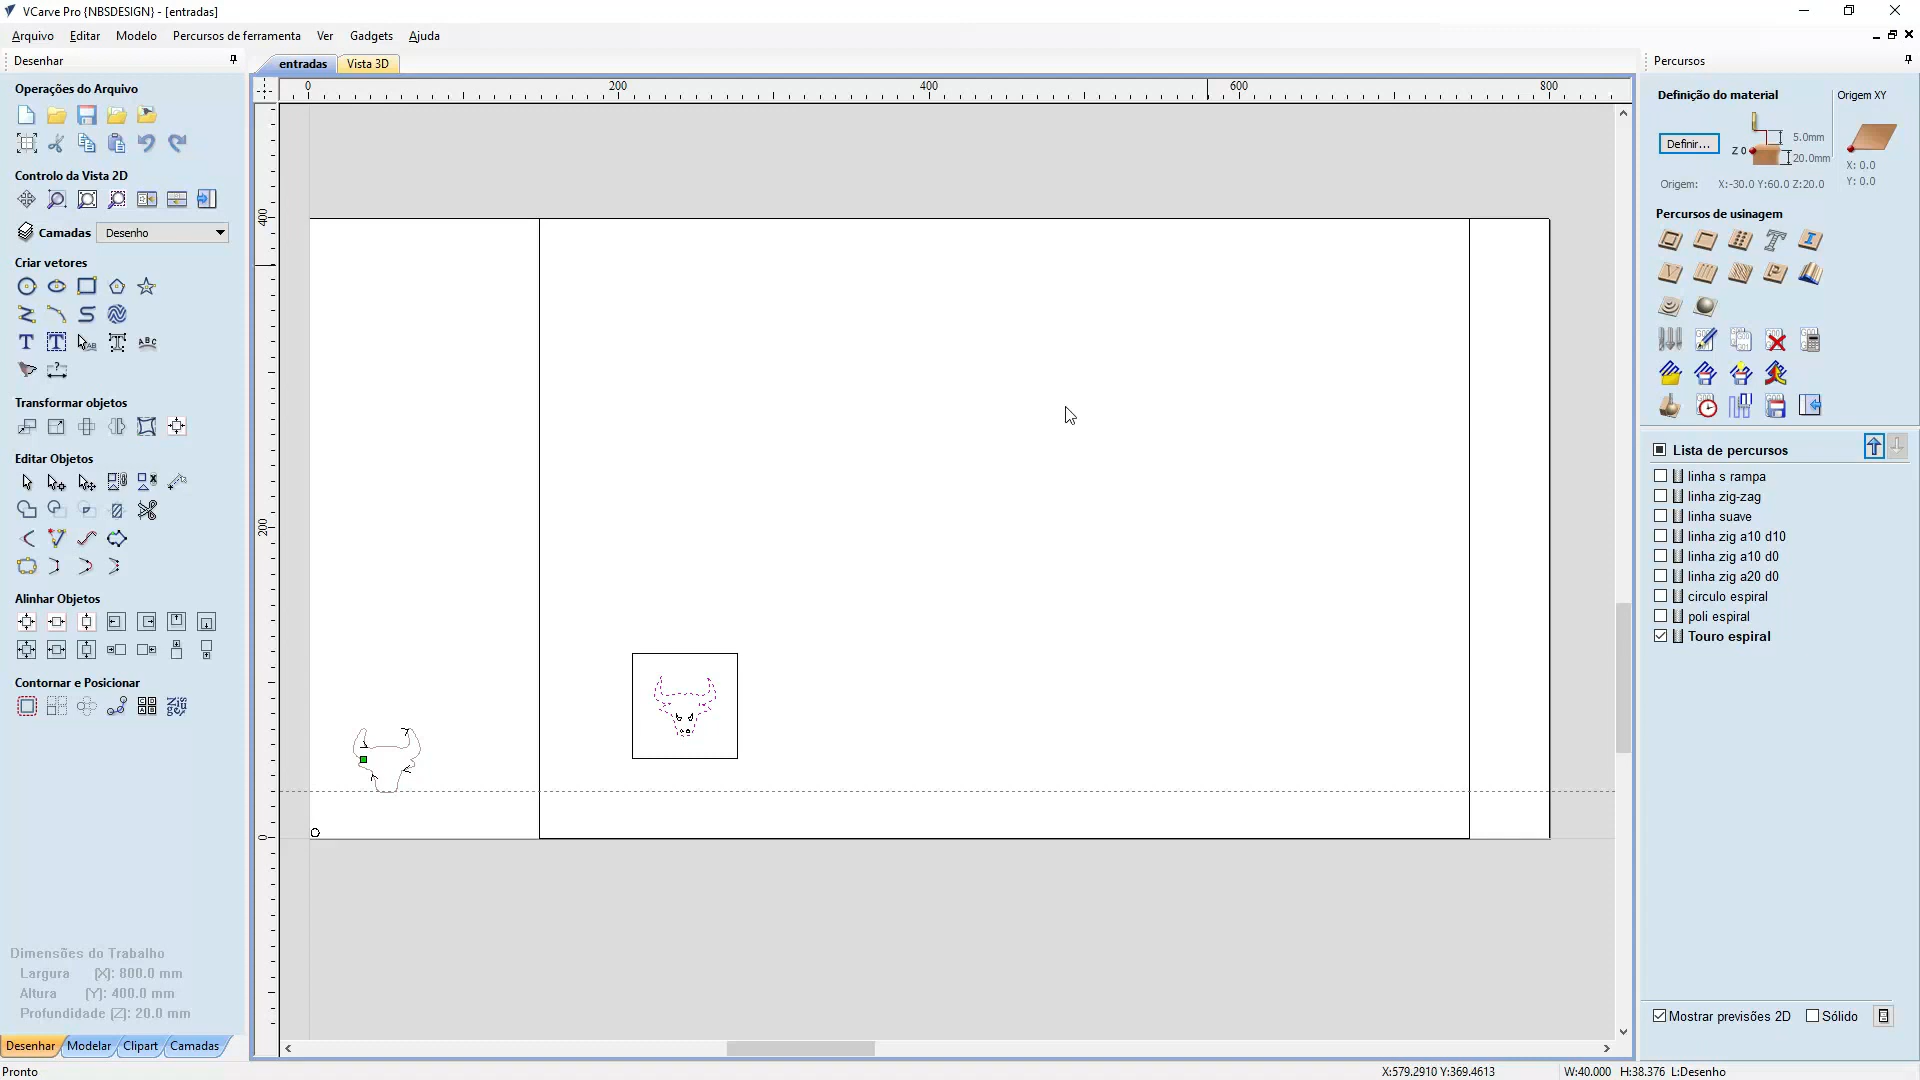 VCarve Pro {NBSDESIGN} - [entradas]
Arquivo Editar Modelo Percursos de ferramenta Ver Gadgets Ajuda
Desenhar
Operações do Arquivo
Controlo da Vista 2D
Camadas Desenho
Criar vetores
Transformar objetos
Editar Objetos
Alinhar Objetos
Contornar e Posicionar
Dimensões do Trabalho
Largura (X): 800.0 mm
Altura (Y): 400.0 mm
Profundidade (Z): 20.0 mm
Desenhar Modelar Clipart Camadas
Pronto
entradas Vista 3D
0 200 400 600 800
400
200
0
Percursos
Definição do material
Origem XY
Definir...
Z 0
5.0mm
20.0mm
X: 0.0
Y: 0.0
Origem: X:-30.0 Y:60.0 Z:20.0
Percursos de usinagem
Lista de percursos
linha s rampa
linha zig-zag
linha suave
linha zig a10 d10
linha zig a10 d0
linha zig a20 d0
circulo espiral
poli espiral
Touro espiral
Mostrar previsões 2D Sólido
X:579.2910 Y:369.4613
W:40.000 H:38.376 L:Desenho